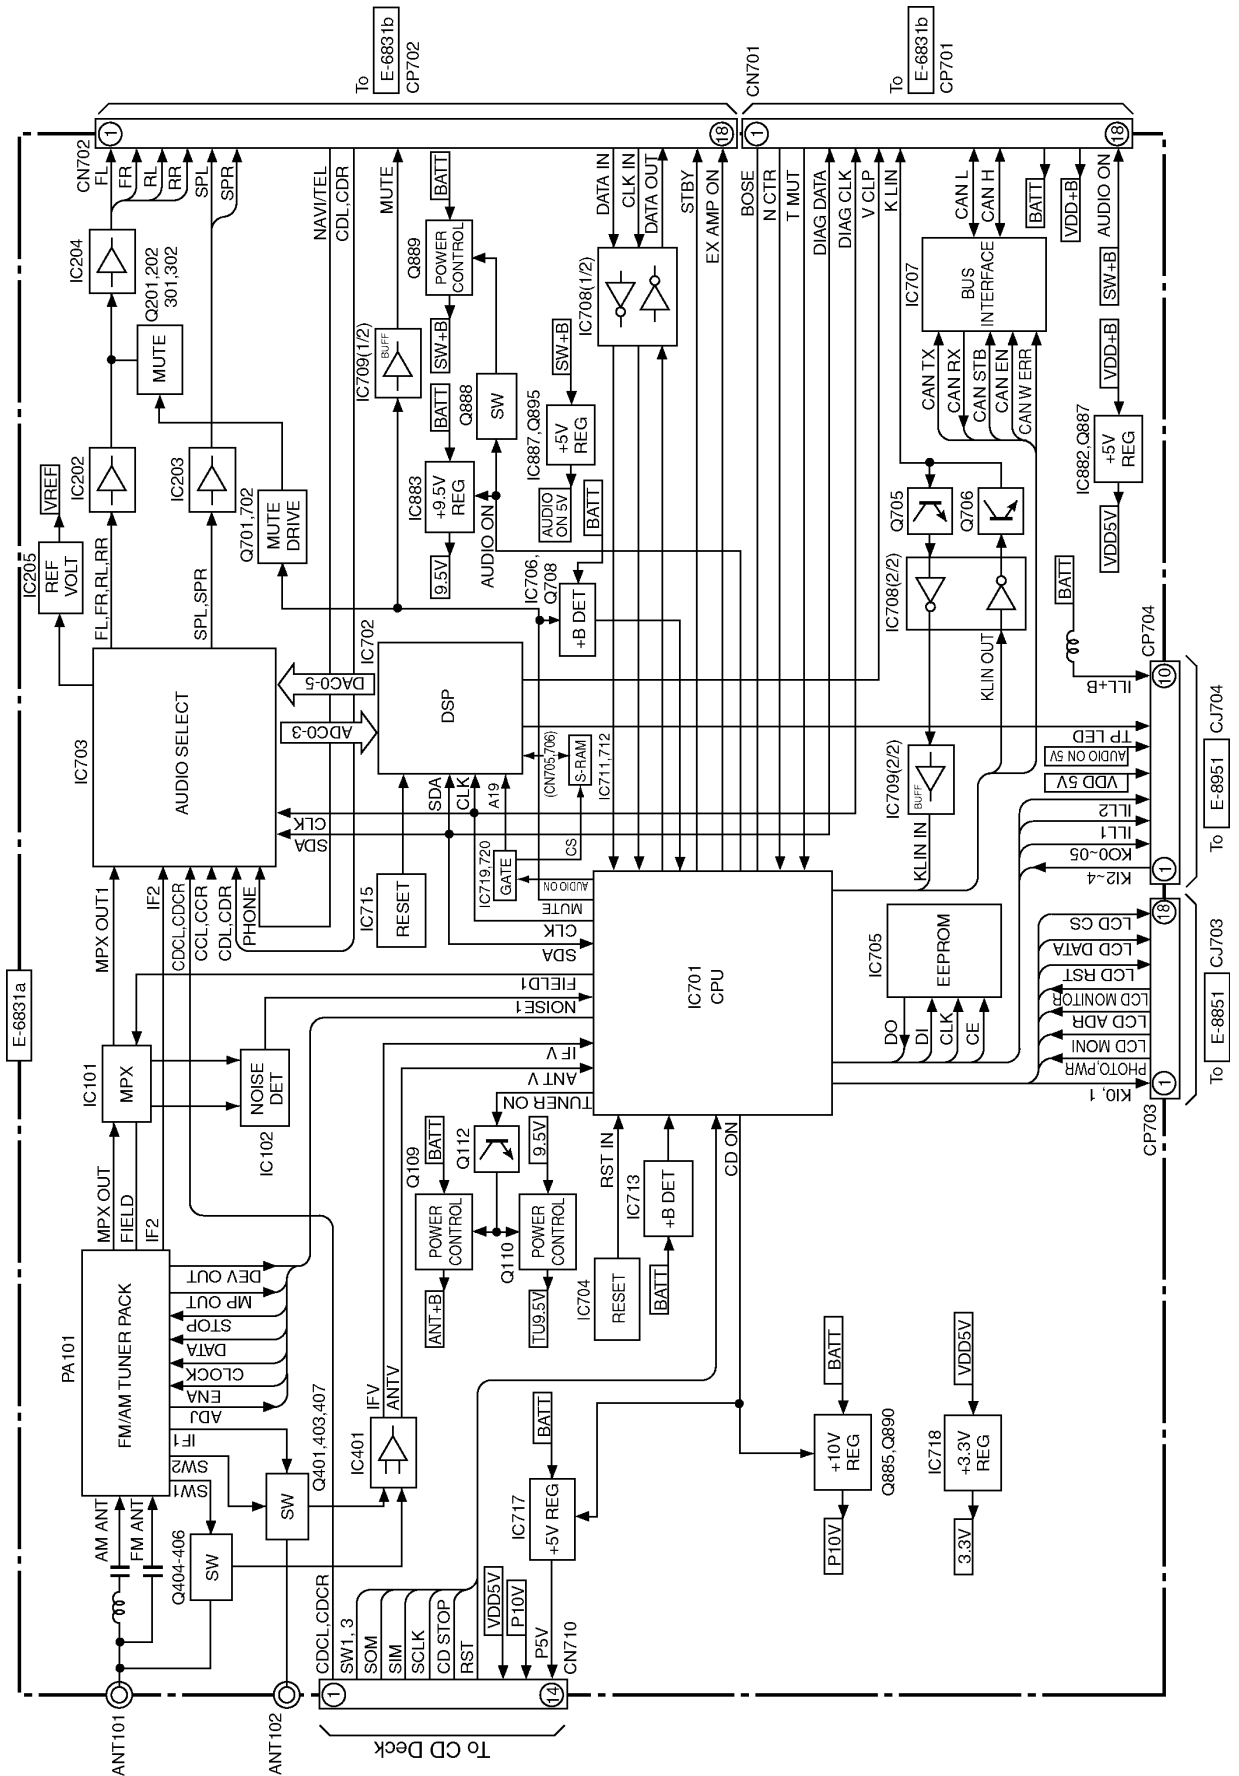 E-6831a
ANT101
ANT102
AM ANT
FM ANT
PA101
FM/AM TUNER PACK
MPX OUT
FIELD
IF2
DEV OUT
MP OUT
STOP
DATA
CLOCK
ENA
ADJ
IF1
SW2
SW1
Q404-406
SW
Q401,403,407
SW
IC401
IFV
ANTV
IC101
MPX
IC102
NOISE
DET
MPX OUT1
IF2
CDCL,CDCR
CCL,CCR
CDL,CDR
PHONE
IC703
AUDIO SELECT
SDA
CLK
ADC0-3
DAC0-5
IC205
REF
VOLT
VREF
FL,FR,RL,RR
SPL,SPR
IC202
IC203
IC204
Q201,202
301,302
MUTE
Q701,702
MUTE
DRIVE
CN702
FL
FR
RL
RR
SPL
SPR
NAVI/TEL
CDL,CDR
MUTE
DATA IN
CLK IN
DATA OUT
STBY
EX AMP ON
1
18
To
E-6831b
CP702
CN701
1
18
BOSE
N CTR
T MUT
DIAG DATA
DIAG CLK
V CLP
K LIN
CAN L
CAN H
BATT
VDD+B
AUDIO ON
SW+B
To
E-6831b
CP701
IC709(1/2)
BUFF
Q889
POWER
CONTROL
BATT
SW+B
IC883
+9.5V
REG
BATT
9.5V
AUDIO ON
Q888
SW
IC887,Q895
+5V
REG
SW+B
AUDIO
ON 5V
IC708(1/2)
IC706,
Q708
+B DET
BATT
IC702
DSP
SDA
CLK
A19
(CN705,706)
S-RAM
IC711,712
IC719,720
GATE
CS
AUDIO ON
IC715
RESET
MUTE
CLK
SDA
FIELD1
NOISE1
IF V
ANT V
TUNER ON
IC701
CPU
RST IN
CD ON
Q109
POWER
CONTROL
BATT
ANT+B
Q112
Q110
POWER
CONTROL
9.5V
TU9.5V
IC704
RESET
IC713
+B DET
BATT
IC707
BUS
INTERFACE
CAN TX
CAN RX
CAN STB
CAN EN
CAN W ERR
Q705
Q706
IC708(2/2)
KLIN OUT
IC709(2/2)
BUFF
KLIN IN
IC705
EEPROM
DO
DI
CLK
CE
IC882,Q887
+5V
REG
VDD+B
VDD5V
BATT
CP704
10
1
ILL+B
TP LED
AUDIO ON 5V
VDD 5V
ILL2
ILL1
KO0~05
KI2~4
To
E-8951
CJ704
CP703
18
1
LCD CS
LCD DATA
LCD RST
LCD MONITOR
LCD ADR
LCD MONI
PHOTO,PWR
KI0, 1
To
E-8851
CJ703
CDCL,CDCR
SW1, 3
SOM
SIM
SCLK
CD STOP
RST
VDD5V
P10V
P5V
CN710
1
14
To CD Deck
IC717
+5V REG
BATT
Q885,Q890
+10V
REG
BATT
P10V
IC718
+3.3V
REG
VDD5V
3.3V